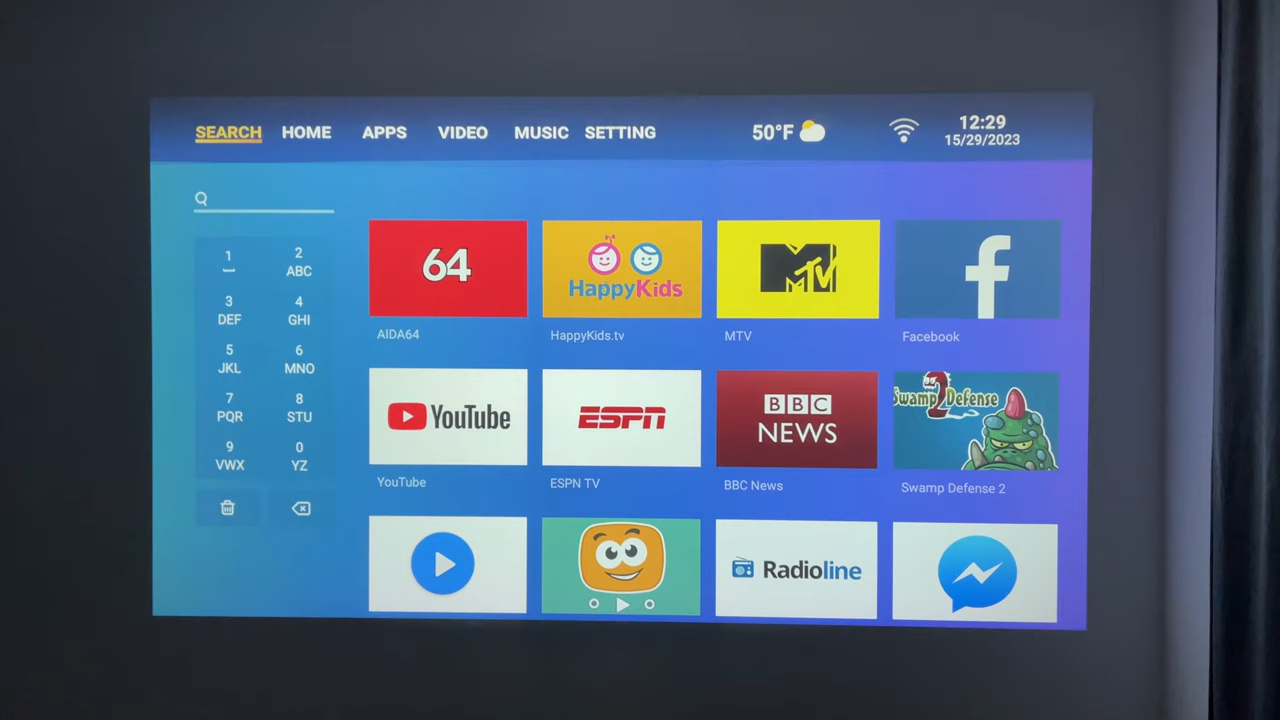 SEARCH HOME APPS VIDEO MUSIC SETTING 50°F 12:29
15/29/2023
1
2
ABC
3
DEF
4
GHI
5
JKL
6
MNO
7
PQR
8
STU
9
VWX
0
YZ
64
AIDA64
HappyKids
HappyKids.tv
MTV
MTV
f
Facebook
YouTube
YouTube
ESPN
ESPN TV
BBC
NEWS
BBC News
Swamp Defense
2
Swamp Defense 2
Radioline